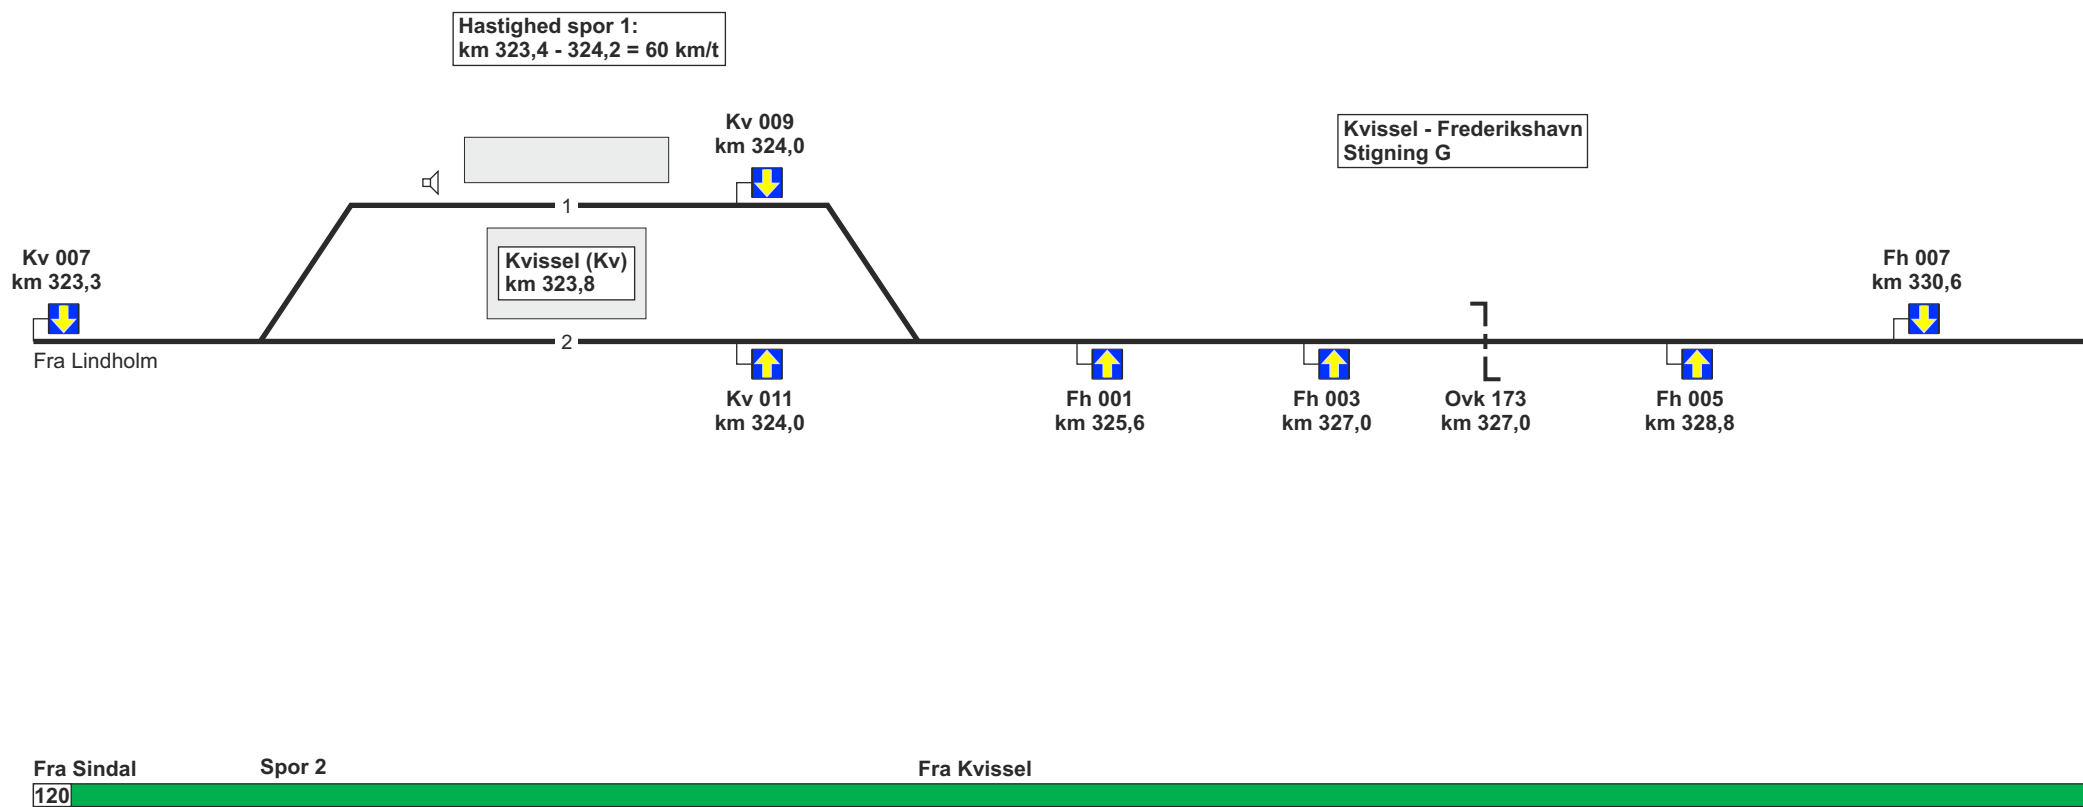 Hastighed spor 1:
km 323,4 - 324,2 = 60 km/t
Kv 009
km 324,0
Kvissel - Frederikshavn
Stigning G
1
Kv 007
km 323,3
Kvissel (Kv)
km 323,8
Fh 007
km 330,6
2
Fra Lindholm
Kv 011
km 324,0
Fh 001
km 325,6
Fh 003
km 327,0
Ovk 173
km 327,0
Fh 005
km 328,8
Fra Sindal
Spor 2
Fra Kvissel
120